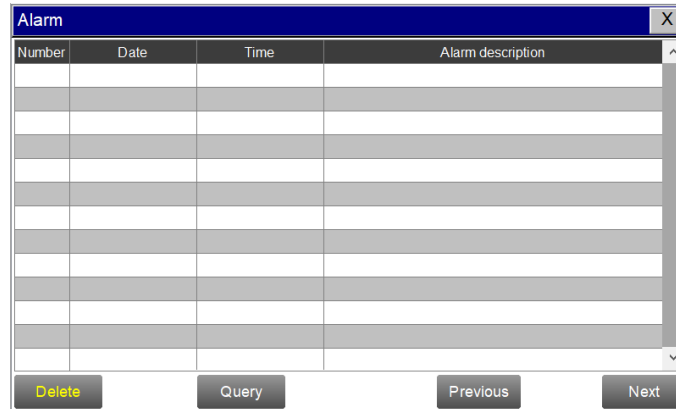 Alarm X
Number Date Time Alarm description
Delete Query Previous Next